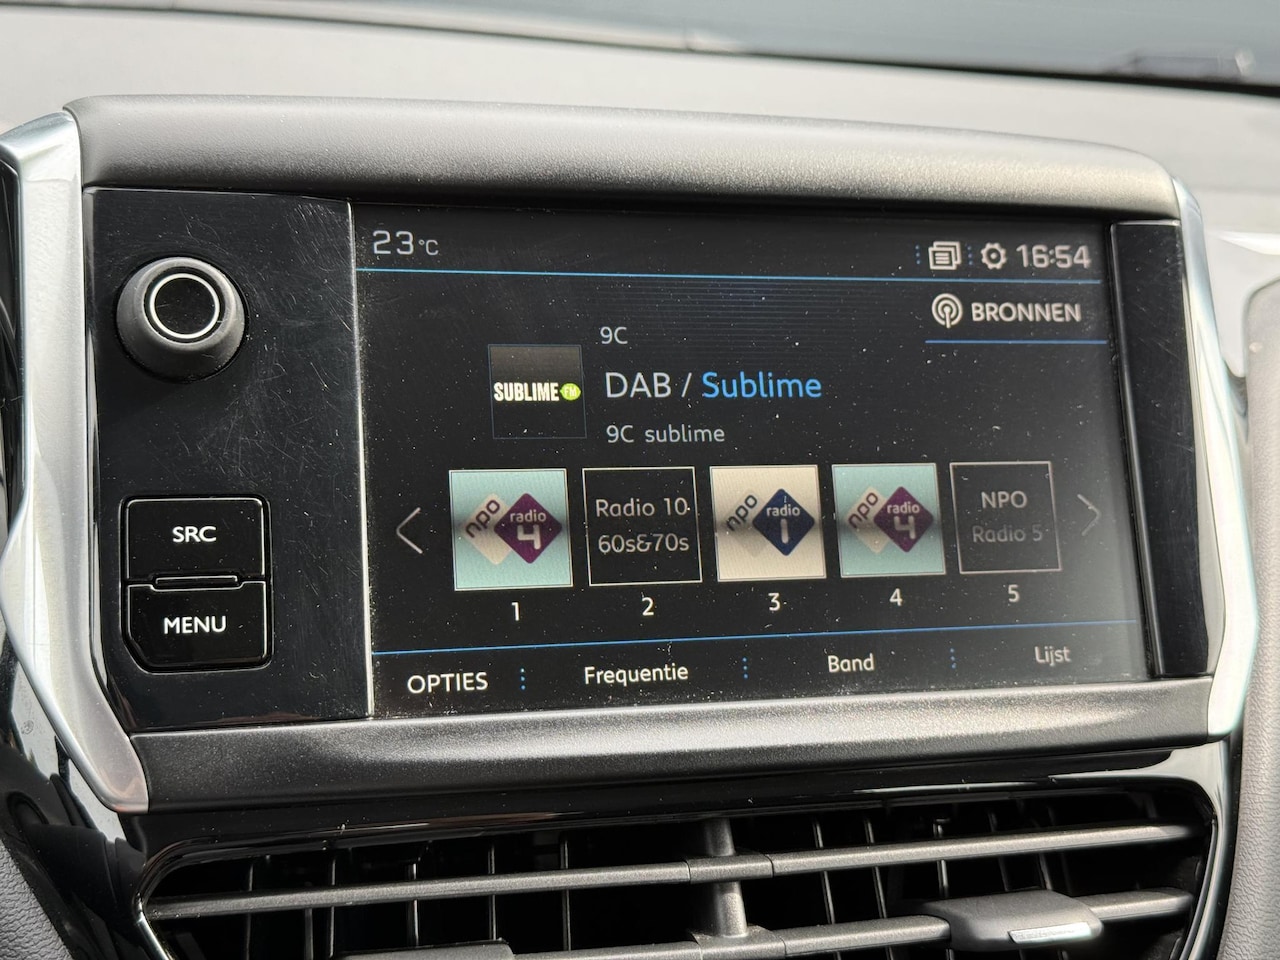 23°C
16:54
BRONNEN
9C
SUBLIME FM
DAB / Sublime
9C sublime
npo radio 4
Radio 10
60s&70s
npo radio 1
npo radio 4
NPO
Radio 5
1
2
3
4
5
SRC
MENU
OPTIES
Frequentie
Band
Lijst